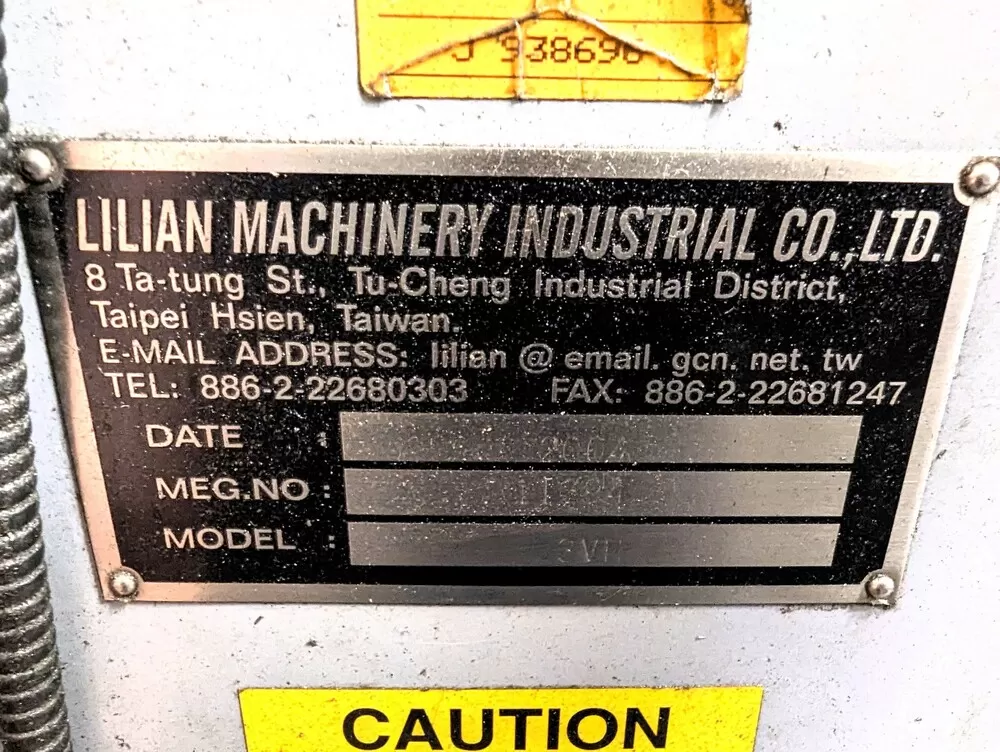 J 938696
LILIAN MACHINERY INDUSTRIAL CO.,LTD.
8 Ta-tung St., Tu-Cheng Industrial District,
Taipei Hsien, Taiwan.
E-MAIL ADDRESS: lilian @ email. gcn. net. tw
TEL: 886-2-22680303 FAX: 886-2-22681247
DATE :
MEG.NO :
MODEL :
CAUTION